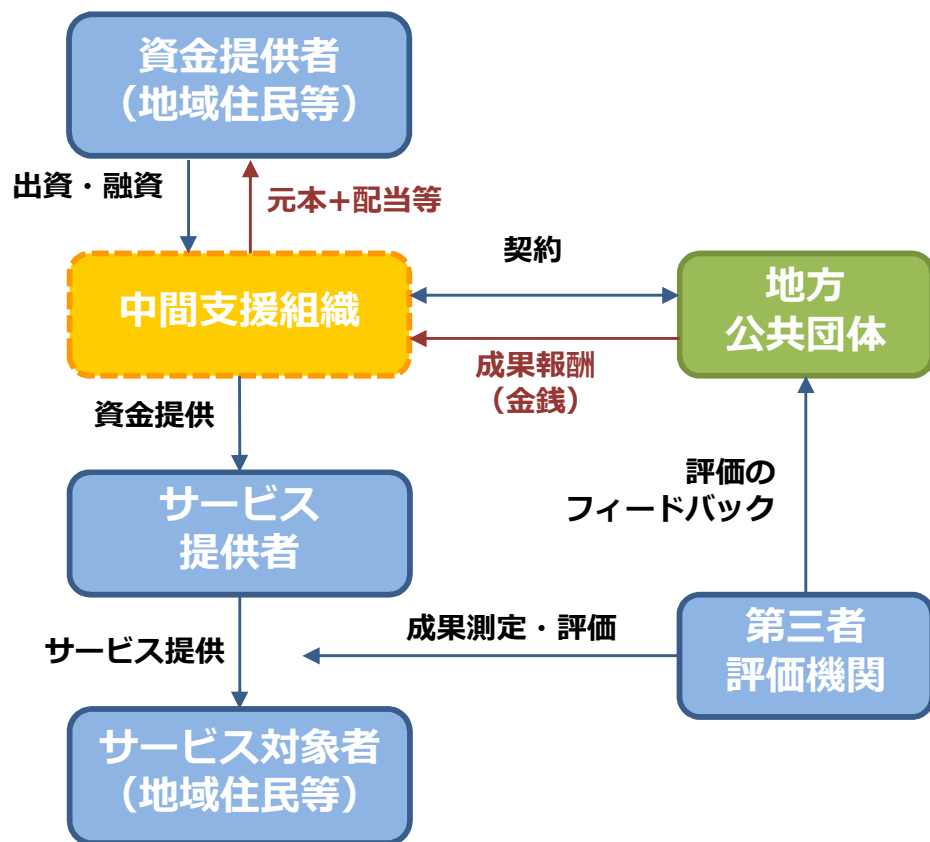 資金提供者
（地域住民等）
出資・融資
元本+配当等
契約
中間支援組織
地方
公共団体
成果報酬
（金銭）
資金提供
評価の
フィードバック
サービス
提供者
成果測定・評価
サービス提供
第三者
評価機関
サービス対象者
（地域住民等）